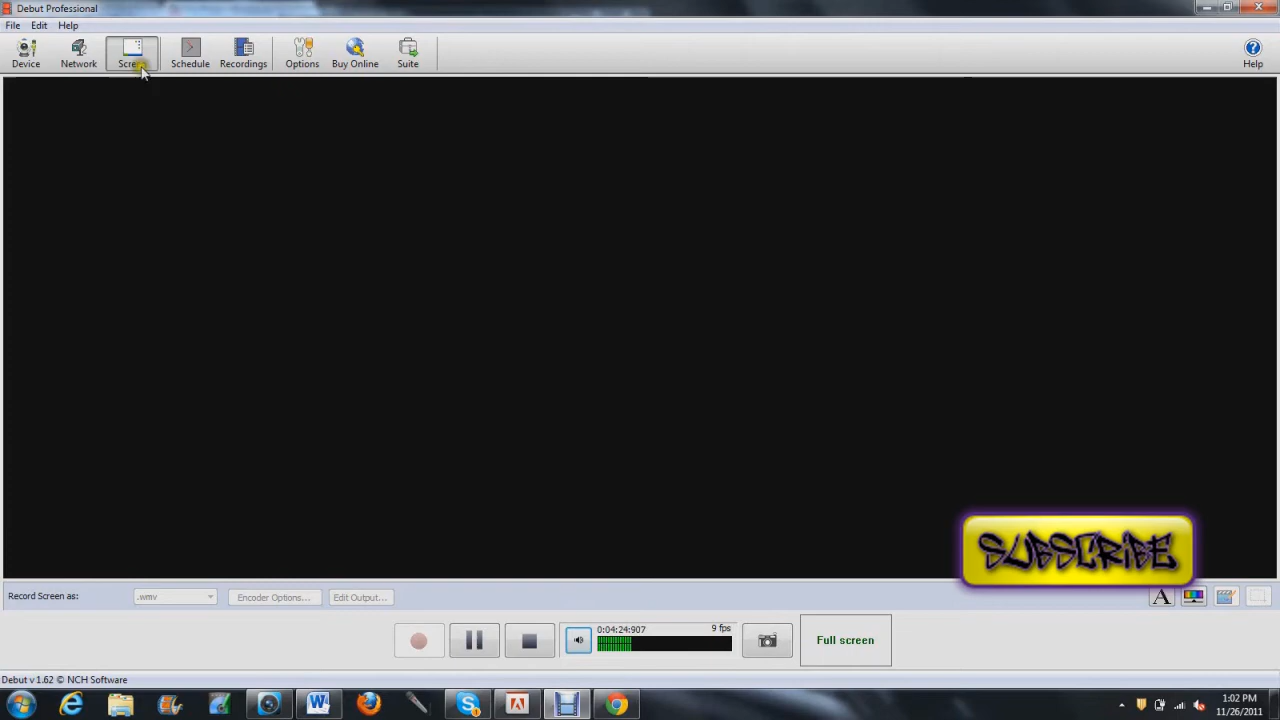 Debut Professional
File Edit Help
Device Network Screen Schedule Recordings Options Buy Online Suite Help
SUBSCRIBE
Record Screen as: .wmv Encoder Options... Edit Output... A
0:04:24:907 9 fps
Full screen
Debut v 1.62 © NCH Software
1:02 PM
11/26/2011